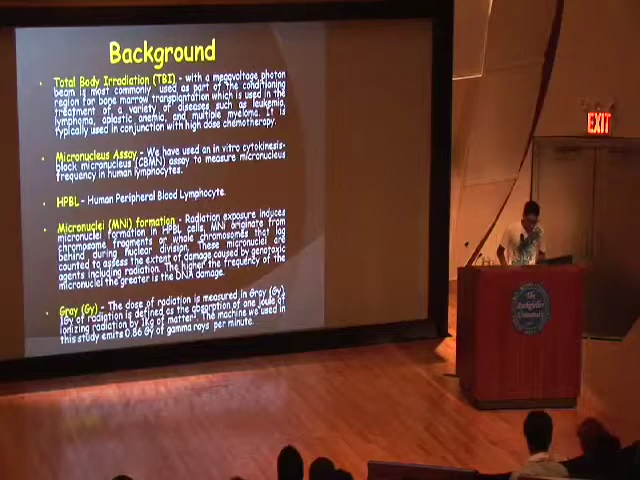 Background
• Total Body Irradiation (TBI) - with a megavoltage photon
beam is most commonly used as part of the conditioning
region for bone marrow transplantation which is used in the
treatment of a variety of diseases such as leukemia,
lymphoma, aplastic anemia, and multiple myeloma. It is
typically used in conjunction with high dose chemotherapy.
• Micronucleus Assay - We have used an in vitro cytokinesis-
block micronucleus (CBMN) assay to measure micronucleus
frequency in human lymphocytes.
• HPBL - Human Peripheral Blood Lymphocyte.
• Micronuclei (MNi) formation - Radiation exposure induces
micronuclei formation in HPBL cells. MNi originate from
chromosome fragments or whole chromosomes that lag
behind during nuclear division. These micronuclei are
counted to assess the extent of damage caused by genotoxic
agents including radiation. The higher the frequency of the
micronuclei the greater is the DNA damage.
• Gray (Gy) - The dose of radiation is measured in Gray (Gy).
1Gy of radiation is defined as the absorption of one joule of
ionizing radiation by 1kg of matter. The machine we used in
this study emits 0.86 Gy of gamma rays per minute.
EXIT
The
Rockefeller
University